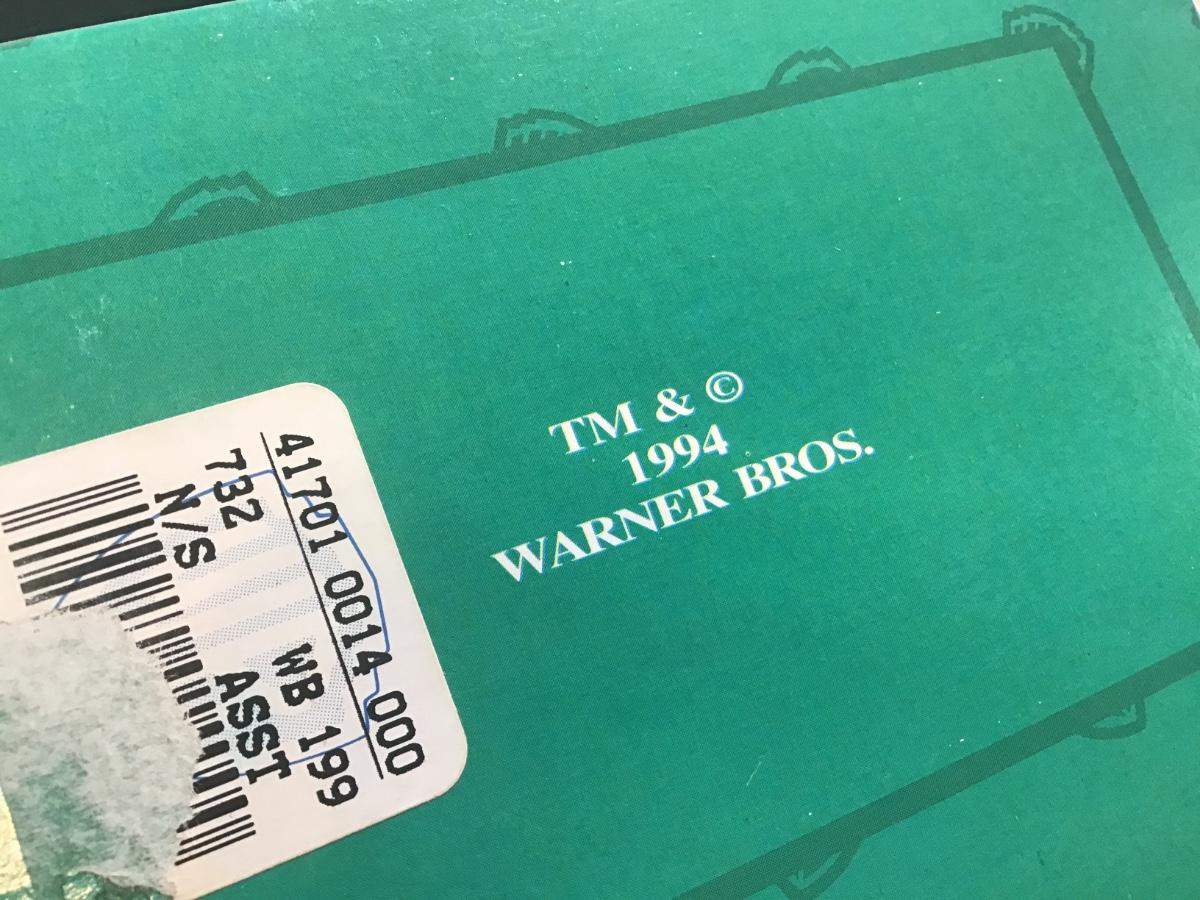 TM & ©
1994
WARNER BROS.
41701 0014 000
732 WB 199
N/S ASST